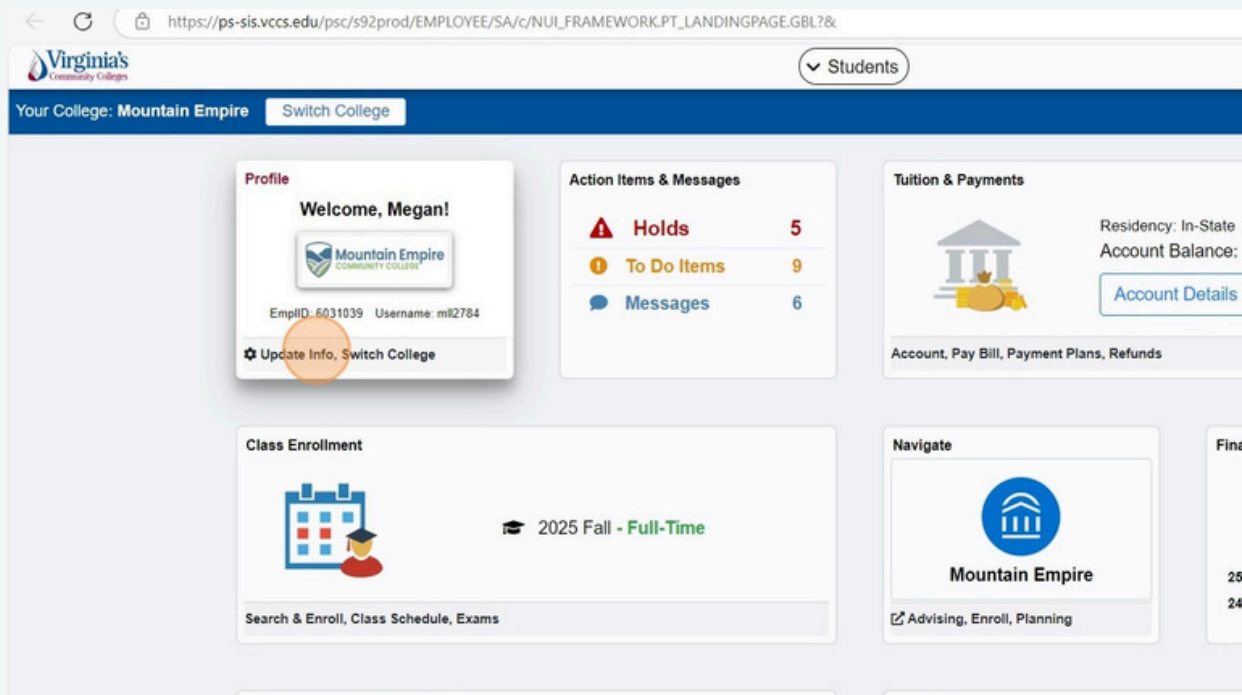 https://ps-sis.vccs.edu/psc/s92prod/EMPLOYEE/SA/c/NUI_FRAMEWORK.PT_LANDINGPAGE.GBL?&
Virginia's
Community Colleges
Students
Your College: Mountain Empire
Switch College
Profile
Welcome, Megan!
Mountain Empire
COMMUNITY COLLEGE
EmplID: 6031039 Username: mll2784
Update Info, Switch College
Action Items & Messages
Holds 5
To Do Items 9
Messages 6
Tuition & Payments
Residency: In-State
Account Balance:
Account Details
Account, Pay Bill, Payment Plans, Refunds
Class Enrollment
2025 Fall - Full-Time
Search & Enroll, Class Schedule, Exams
Navigate
Mountain Empire
Advising, Enroll, Planning
Fina
25
24